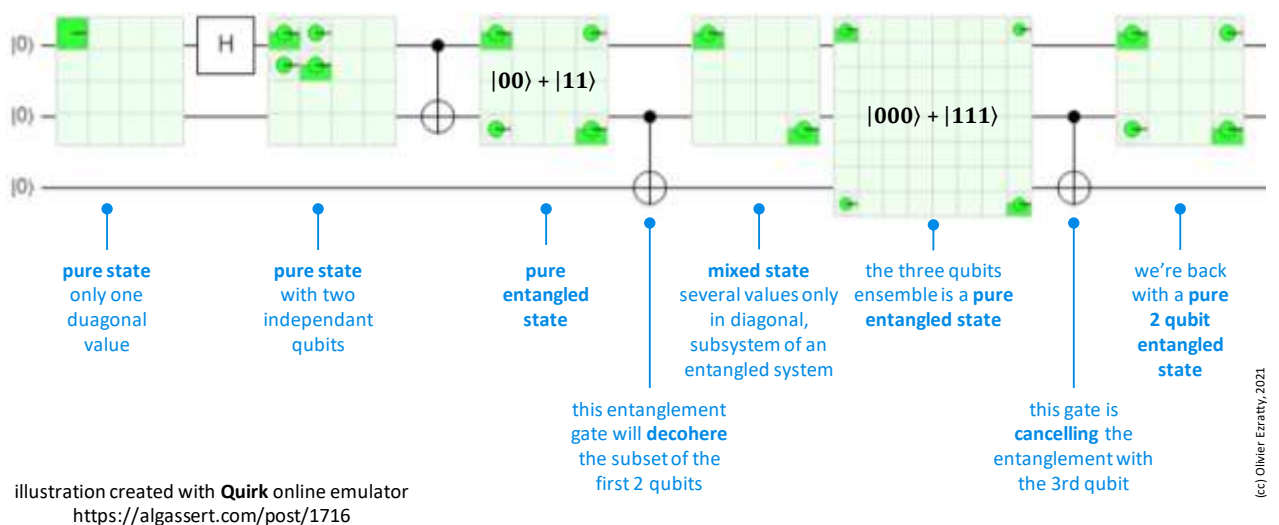 |0⟩
H
|0⟩
|0⟩
|00⟩ + |11⟩
|000⟩ + |111⟩
pure state
only one
duagonal
value
pure state
with two
independant
qubits
pure
entangled
state
mixed state
several values only
in diagonal,
subsystem of an
entangled system
the three qubits
ensemble is a pure
entangled state
we’re back
with a pure
2 qubit
entangled
state
this entanglement
gate will decohere
the subset of the
first 2 qubits
this gate is
cancelling the
entanglement with
the 3rd qubit
(cc) Olivier Ezratty, 2021
illustration created with Quirk online emulator
https://algassert.com/post/1716